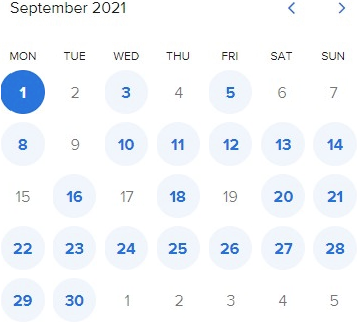 September 2021
MON TUE WED THU FRI SAT SUN
1 2 3 4 5 6 7
8 9 10 11 12 13 14
15 16 17 18 19 20 21
22 23 24 25 26 27 28
29 30 1 2 3 4 5